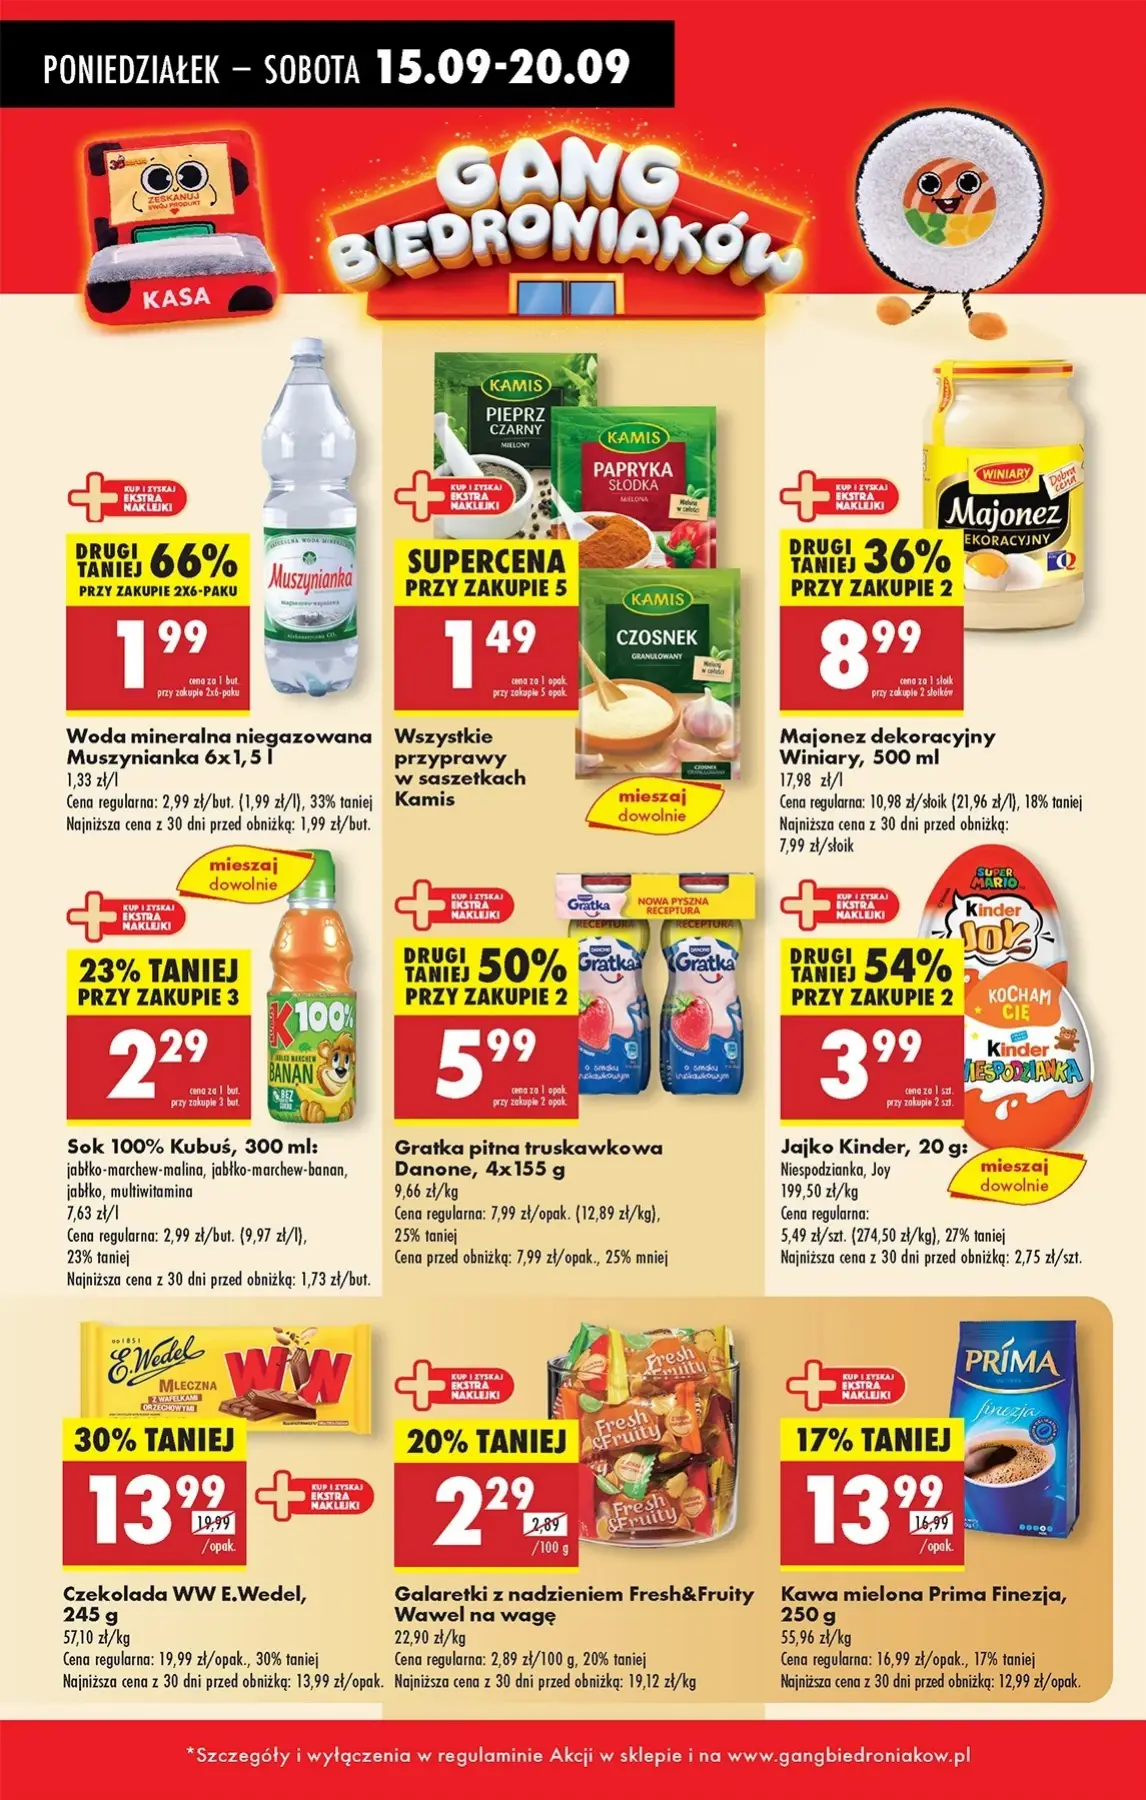 PONIEDZIAŁEK – SOBOTA 15.09-20.09
GANG
BIEDRONIAKÓW
ZESKANUJ
SWÓJ PRODUKT
KASA
KUP I ZYSKAJ
EKSTRA
NAKLEJKI
DRUGI
TANIEJ 66%
PRZY ZAKUPIE 2X6-PAKU
1 99
cena za 1 but.
przy zakupie 2x6-paku
Muszynianka
Woda mineralna niegazowana
Muszynianka 6x1,5 l
1,33 zł/l
Cena regularna: 2,99 zł/but. (1,99 zł/l), 33% taniej
Najniższa cena z 30 dni przed obniżką: 1,99 zł/but.
KAMIS
PIEPRZ
CZARNY
MIELONY
KAMIS
PAPRYKA
SŁODKA
MIELONA
KUP I ZYSKAJ
EKSTRA
NAKLEJKI
SUPERCENA
PRZY ZAKUPIE 5
1 49
cena za 1 opak.
przy zakupie 5 opak.
KAMIS
CZOSNEK
GRANULOWANY
Wszystkie
przyprawy
w saszetkach
Kamis
mieszaj
dowolnie
KUP I ZYSKAJ
EKSTRA
NAKLEJKI
WINIARY
Dobra
cena
Majonez
DEKORACYJNY
DRUGI
TANIEJ 36%
PRZY ZAKUPIE 2
8 99
cena za 1 słoik
przy zakupie 2 słoików
Majonez dekoracyjny
Winiary, 500 ml
17,98 zł/l
Cena regularna: 10,98 zł/słoik (21,96 zł/l), 18% taniej
Najniższa cena z 30 dni przed obniżką:
7,99 zł/słoik
mieszaj
dowolnie
KUP I ZYSKAJ
EKSTRA
NAKLEJKI
23% TANIEJ
PRZY ZAKUPIE 3
2 29
cena za 1 but.
przy zakupie 3 but.
100%
JABŁKO MARCHEW
BANAN
Sok 100% Kubuś, 300 ml:
jabłko-marchew-malina, jabłko-marchew-banan,
jabłko, multiwitamina
7,63 zł/l
Cena regularna: 2,99 zł/but. (9,97 zł/l),
23% taniej
Najniższa cena z 30 dni przed obniżką: 1,73 zł/but.
KUP I ZYSKAJ
EKSTRA
NAKLEJKI
Gratka
NOWA PYSZNA
RECEPTURA
DRUGI
TANIEJ 50%
PRZY ZAKUPIE 2
5 99
cena za 1 opak.
przy zakupie 2 opak.
Gratka
Gratka
Gratka pitna truskawkowa
Danone, 4x155 g
9,66 zł/kg
Cena regularna: 7,99 zł/opak. (12,89 zł/kg),
25% taniej
Cena przed obniżką: 7,99 zł/opak., 25% mniej
KUP I ZYSKAJ
EKSTRA
NAKLEJKI
SUPER
MARIO
Kinder
JOY
DRUGI
TANIEJ 54%
PRZY ZAKUPIE 2
3 99
cena za 1 szt.
przy zakupie 2 szt.
KOCHAM
CIĘ
Kinder
NIESPODZIANKA
Jajko Kinder, 20 g:
Niespodzianka, Joy
199,50 zł/kg
Cena regularna:
5,49 zł/szt. (274,50 zł/kg), 27% taniej
Najniższa cena z 30 dni przed obniżką: 2,75 zł/szt.
mieszaj
dowolnie
OD 1851
E.Wedel
MLECZNA
Z WAFELKAMI
ORZECHOWYMI
WW
30% TANIEJ
13 99
19,99
/opak.
KUP I ZYSKAJ
EKSTRA
NAKLEJKI
Czekolada WW E.Wedel,
245 g
57,10 zł/kg
Cena regularna: 19,99 zł/opak., 30% taniej
Najniższa cena z 30 dni przed obniżką: 13,99 zł/opak.
KUP I ZYSKAJ
EKSTRA
NAKLEJKI
20% TANIEJ
2 29
2,89
/100 g
Fresh
&Fruity
Fresh
&Fruity
Galaretki z nadzieniem Fresh&Fruity
Wawel na wagę
22,90 zł/kg
Cena regularna: 2,89 zł/100 g, 20% taniej
Najniższa cena z 30 dni przed obniżką: 19,12 zł/kg
KUP I ZYSKAJ
EKSTRA
NAKLEJKI
PRÍMA
finezja
17% TANIEJ
13 99
16,99
/opak.
Kawa mielona Prima Finezja,
250 g
55,96 zł/kg
Cena regularna: 16,99 zł/opak., 17% taniej
Najniższa cena z 30 dni przed obniżką: 12,99 zł/opak.
*Szczegóły i wyłączenia w regulaminie Akcji w sklepie i na www.gangbiedroniakow.pl